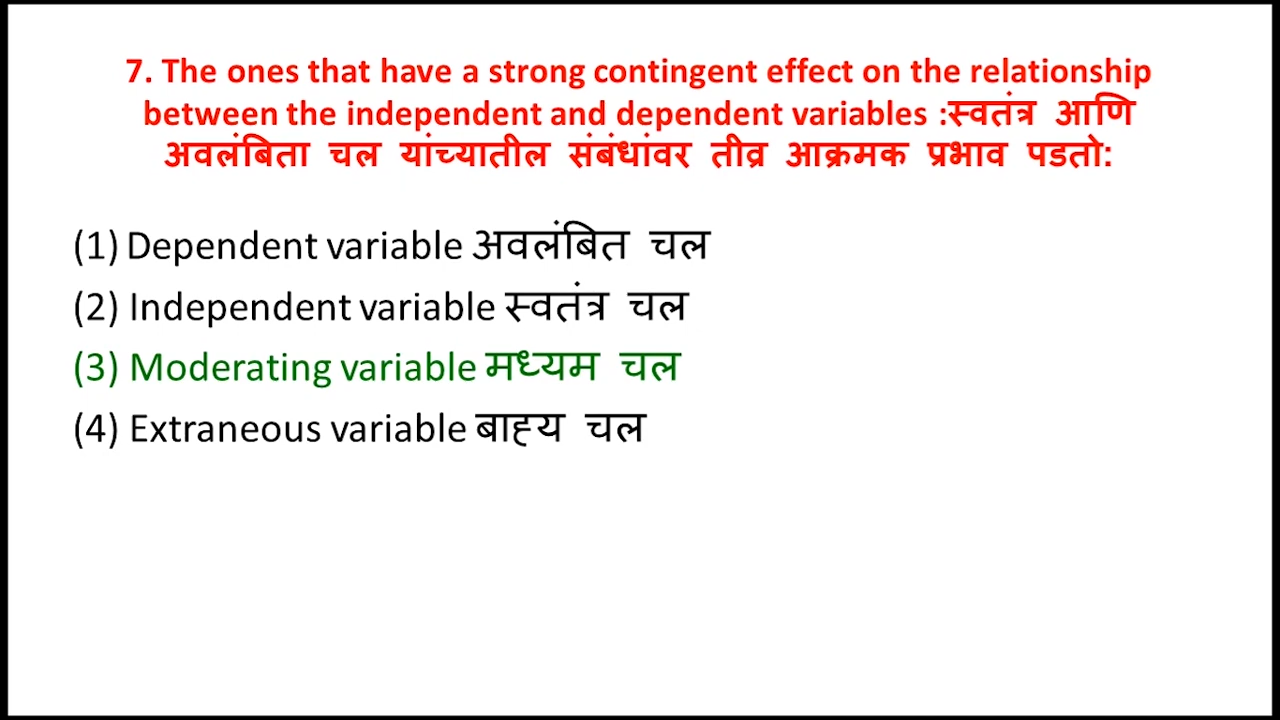 7. The ones that have a strong contingent effect on the relationship
between the independent and dependent variables :स्वतंत्र आणि
अवलंबिता चल यांच्यातील संबंधांवर तीव्र आक्रमक प्रभाव पडतो:
(1) Dependent variable अवलंबित चल
(2) Independent variable स्वतंत्र चल
(3) Moderating variable मध्यम चल
(4) Extraneous variable बाह्य चल